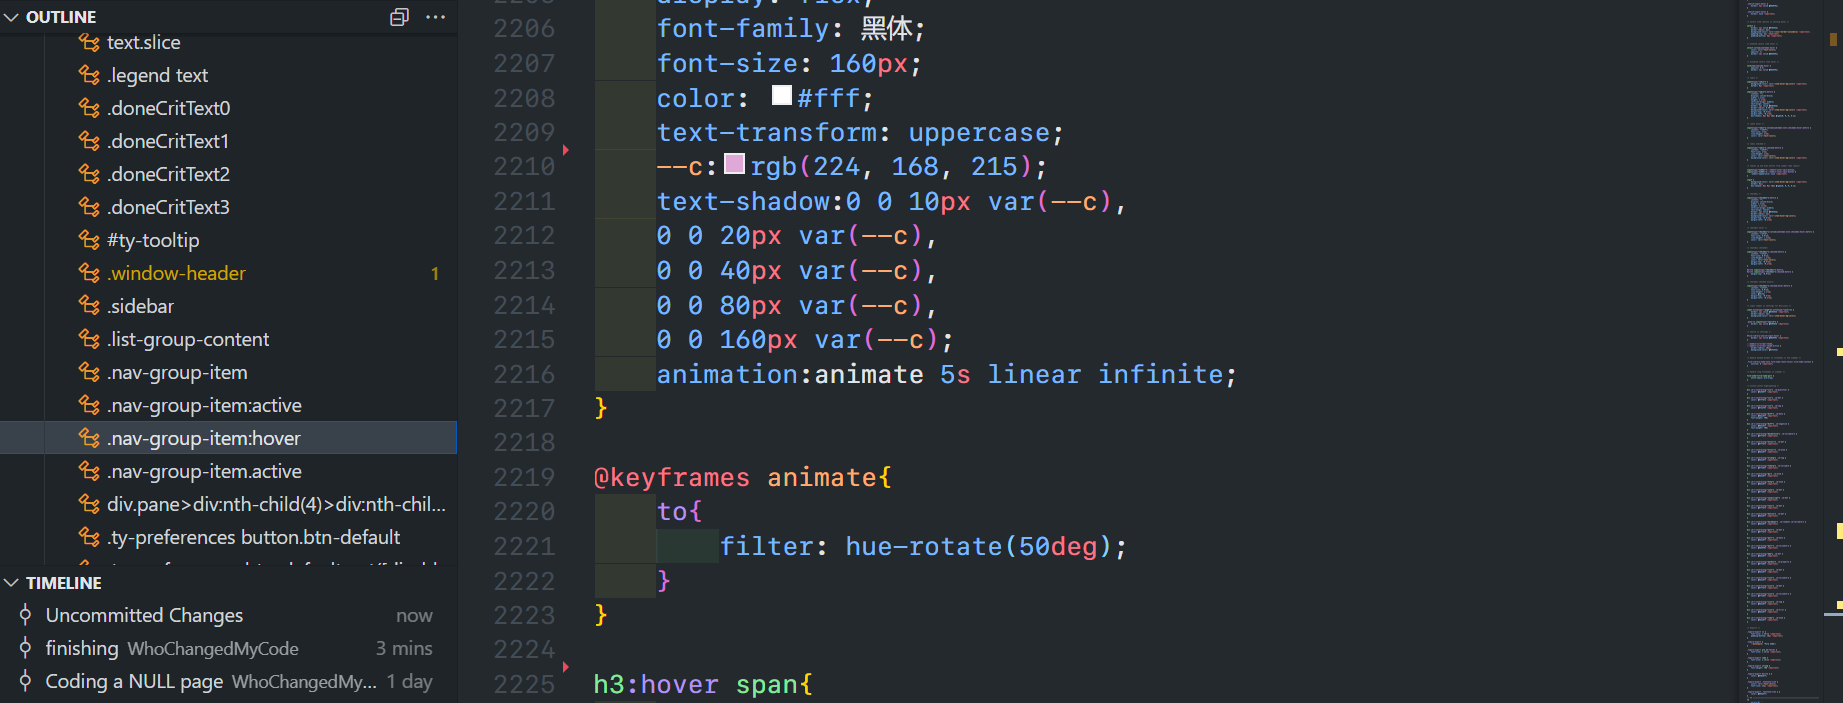 OUTLINE
text.slice
.legend text
.doneCritText0
.doneCritText1
.doneCritText2
.doneCritText3
#ty-tooltip
.window-header 1
.sidebar
.list-group-content
.nav-group-item
.nav-group-item:active
.nav-group-item:hover
.nav-group-item.active
div.pane>div:nth-child(4)>div:nth-chil...
.ty-preferences button.btn-default
TIMELINE
Uncommitted Changes now
finishing WhoChangedMyCode 3 mins
Coding a NULL page WhoChangedMy... 1 day
2206 font-family: 黑体;
2207 font-size: 160px;
2208 color: #fff;
2209 text-transform: uppercase;
2210 --c:rgb(224, 168, 215);
2211 text-shadow:0 0 10px var(--c),
2212 0 0 20px var(--c),
2213 0 0 40px var(--c),
2214 0 0 80px var(--c),
2215 0 0 160px var(--c);
2216 animation:animate 5s linear infinite;
2217 }
2218
2219 @keyframes animate{
2220 to{
2221 filter: hue-rotate(50deg);
2222 }
2223 }
2224
2225 h3:hover span{